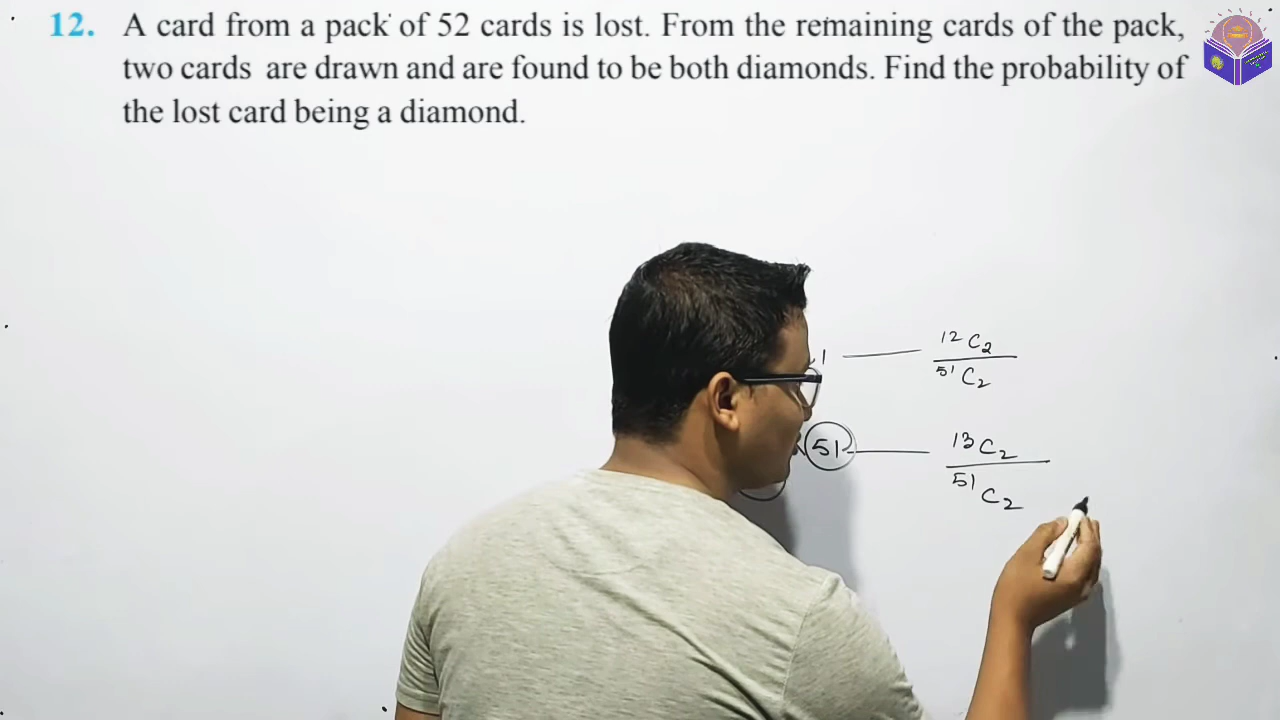 12. A card from a pack of 52 cards is lost. From the remaining cards of the pack,
two cards are drawn and are found to be both diamonds. Find the probability of
the lost card being a diamond.
12C2
51C2
51
13C2
51C2